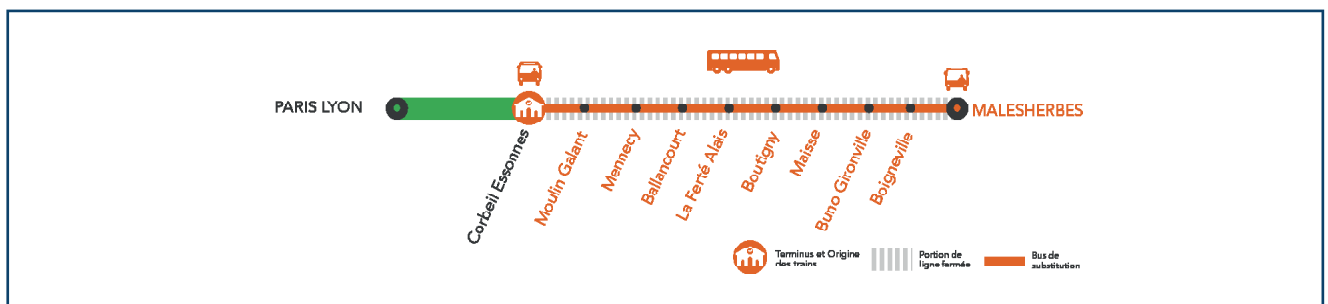 PARIS LYON
MALESHERBES
Corbeil Essonnes
Moulin Galant
Mennecy
Ballancourt
La Ferté Alais
Boutigny
Maisse
Buno Gironville
Boigneville
Terminus et Origine
des trains
Portion de
ligne fermée
Bus de
substitution